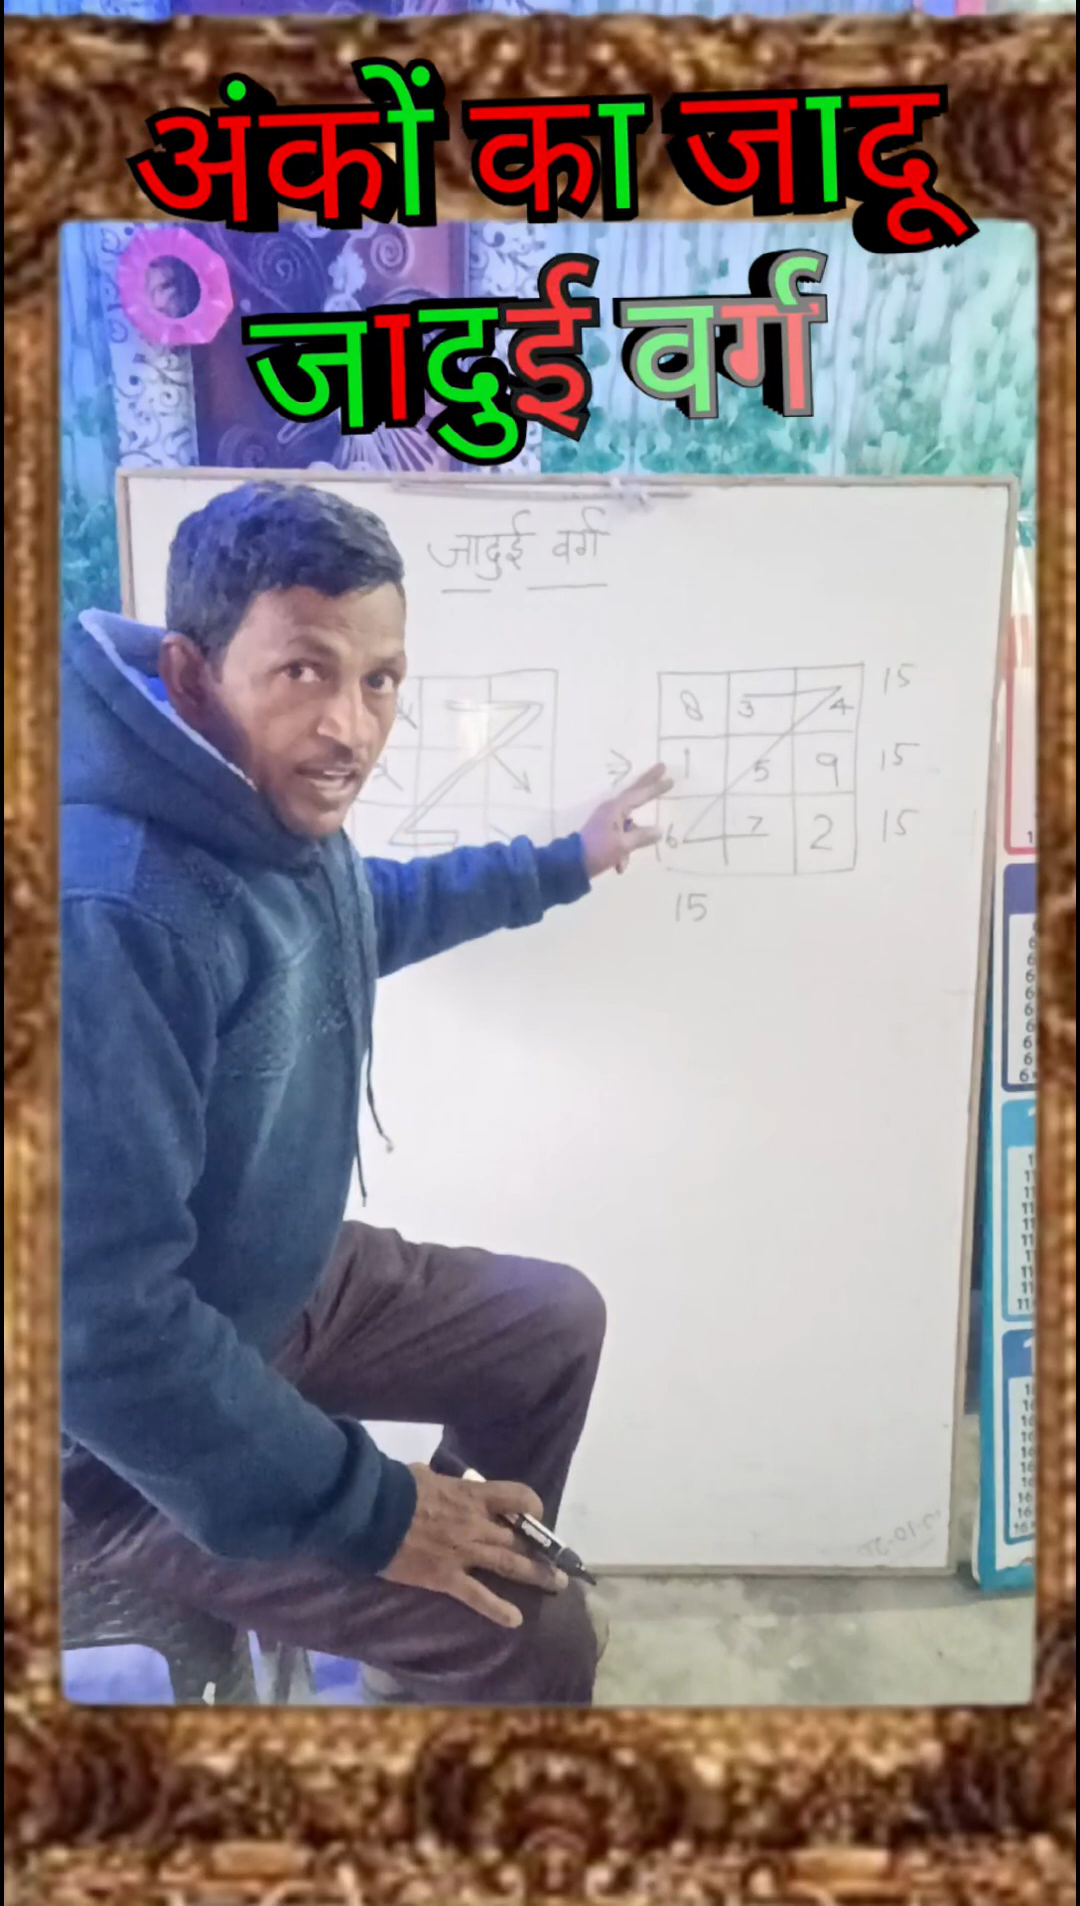 अंकों का जादू
जादुई वर्ग
जादुई वर्ग
8 3 4 15
⇒ 1 5 9 15
6 7 2 15
15